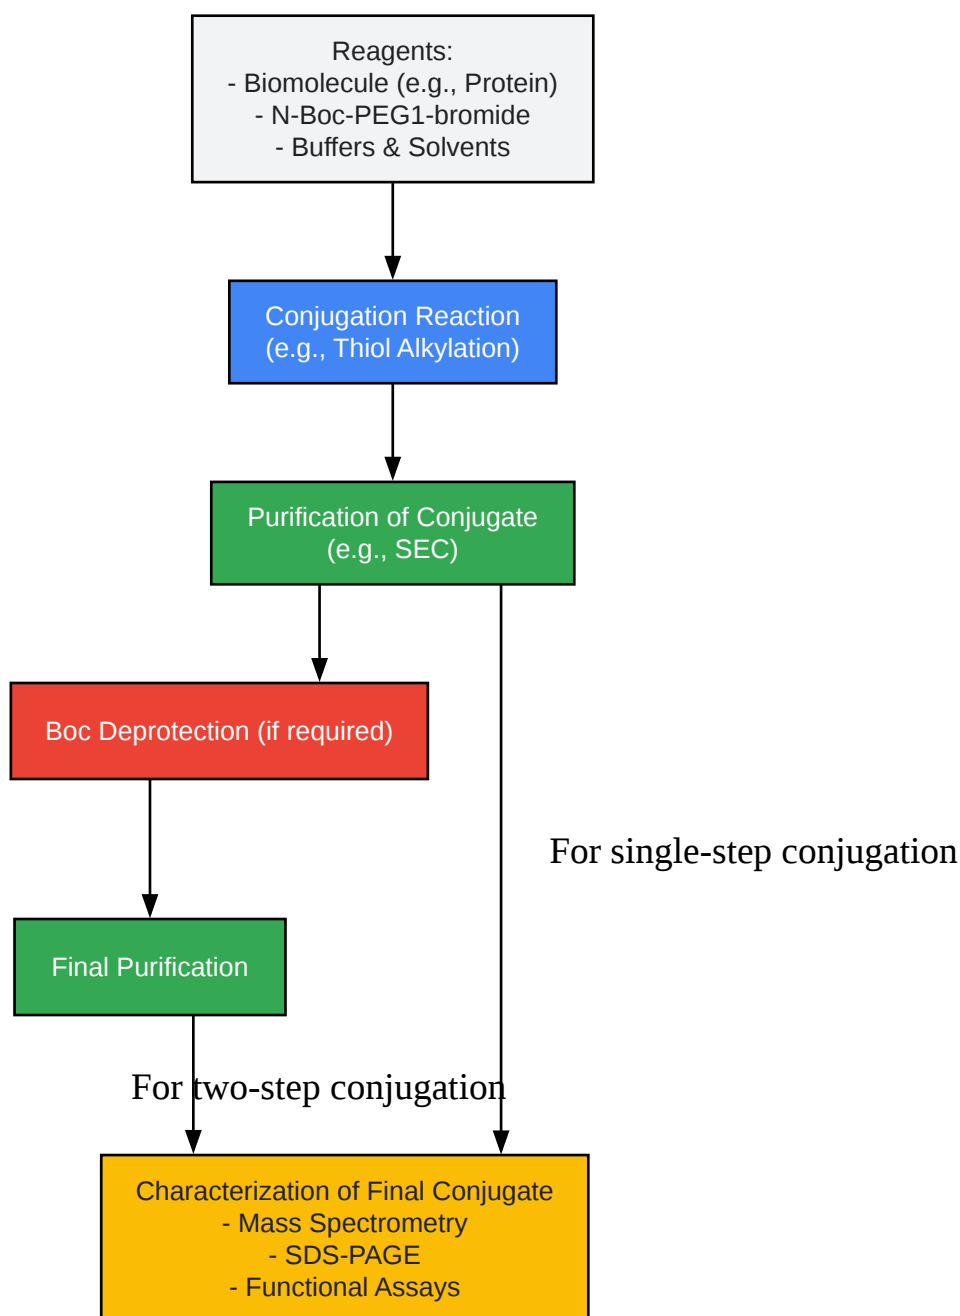 Reagents:
- Biomolecule (e.g., Protein)
- N-Boc-PEG1-bromide
- Buffers & Solvents
Conjugation Reaction
(e.g., Thiol Alkylation)
Purification of Conjugate
(e.g., SEC)
Boc Deprotection (if required)
For single-step conjugation
Final Purification
For two-step conjugation
Characterization of Final Conjugate
- Mass Spectrometry
- SDS-PAGE
- Functional Assays